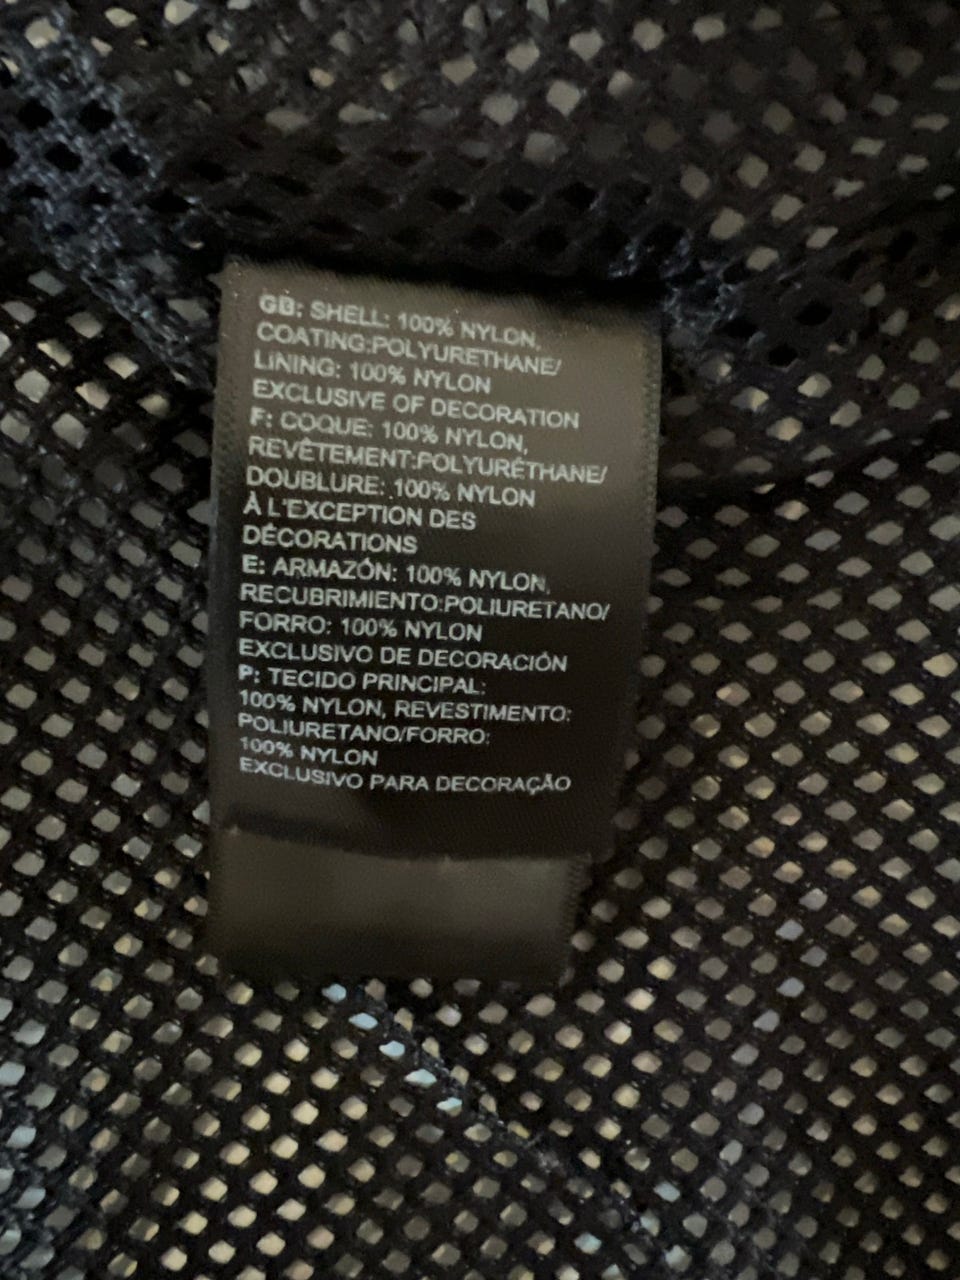 GB: SHELL: 100% NYLON,
COATING:POLYURETHANE/
LINING: 100% NYLON
EXCLUSIVE OF DECORATION
F: COQUE: 100% NYLON,
REVÊTEMENT:POLYURÉTHANE/
DOUBLURE: 100% NYLON
À L'EXCEPTION DES
DÉCORATIONS
E: ARMAZÓN: 100% NYLON,
RECUBRIMIENTO:POLIURETANO/
FORRO: 100% NYLON
EXCLUSIVO DE DECORACIÓN
P: TECIDO PRINCIPAL:
100% NYLON, REVESTIMENTO:
POLIURETANO/FORRO:
100% NYLON
EXCLUSIVO PARA DECORAÇÃO